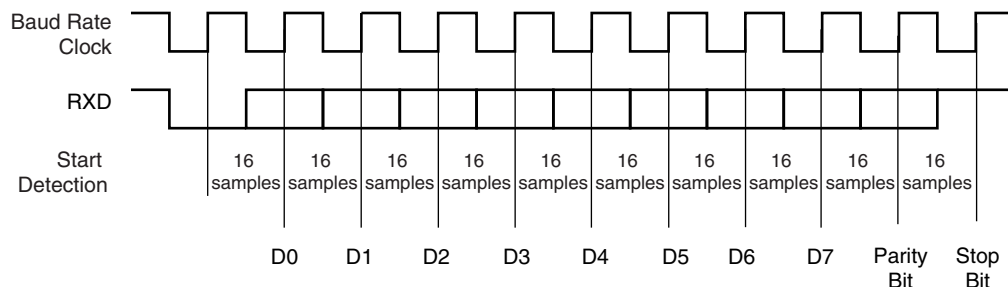 Baud Rate
Clock
RXD
Start
Detection
16 16 16 16 16 16 16 16 16 16
samples samples samples samples samples samples samples samples samples samples
D0 D1 D2 D3 D4 D5 D6 D7 Parity Stop
Bit Bit